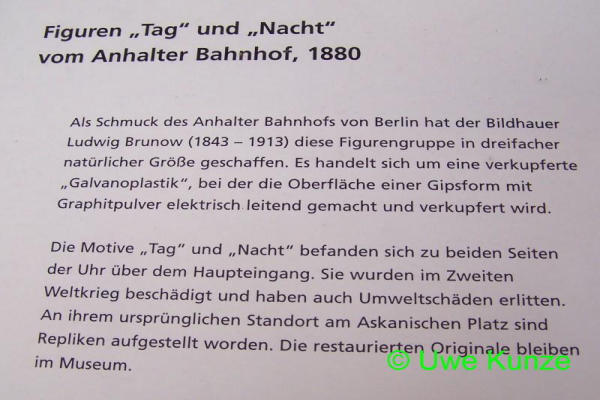 Figuren „Tag“ und „Nacht“
vom Anhalter Bahnhof, 1880
Als Schmuck des Anhalter Bahnhofs von Berlin hat der Bildhauer
Ludwig Brunow (1843 – 1913) diese Figurengruppe in dreifacher
natürlicher Größe geschaffen. Es handelt sich um eine verkupferte
„Galvanoplastik“, bei der die Oberfläche einer Gipsform mit
Graphitpulver elektrisch leitend gemacht und verkupfert wird.
Die Motive „Tag“ und „Nacht“ befanden sich zu beiden Seiten
der Uhr über dem Haupteingang. Sie wurden im Zweiten
Weltkrieg beschädigt und haben auch Umweltschäden erlitten.
An ihrem ursprünglichen Standort am Askanischen Platz sind
Repliken aufgestellt worden. Die restaurierten Originale bleiben
im Museum.
© Uwe Kunze